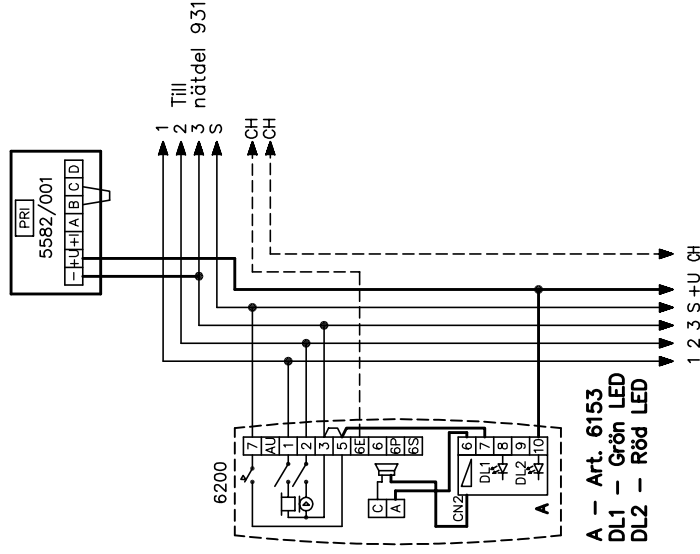 PRI
5582/001
- +U +I A B C D
1
2 Till
3 nätdel 931
S
CH
CH
6200
7 AU 1 2 3 5 6E 6 6P 6S
C A
CN2
6 7 8 9 10
DL1
DL2
A
1 2 3 S +U CH
A – Art. 6153
DL1 – Grön LED
DL2 – Röd LED